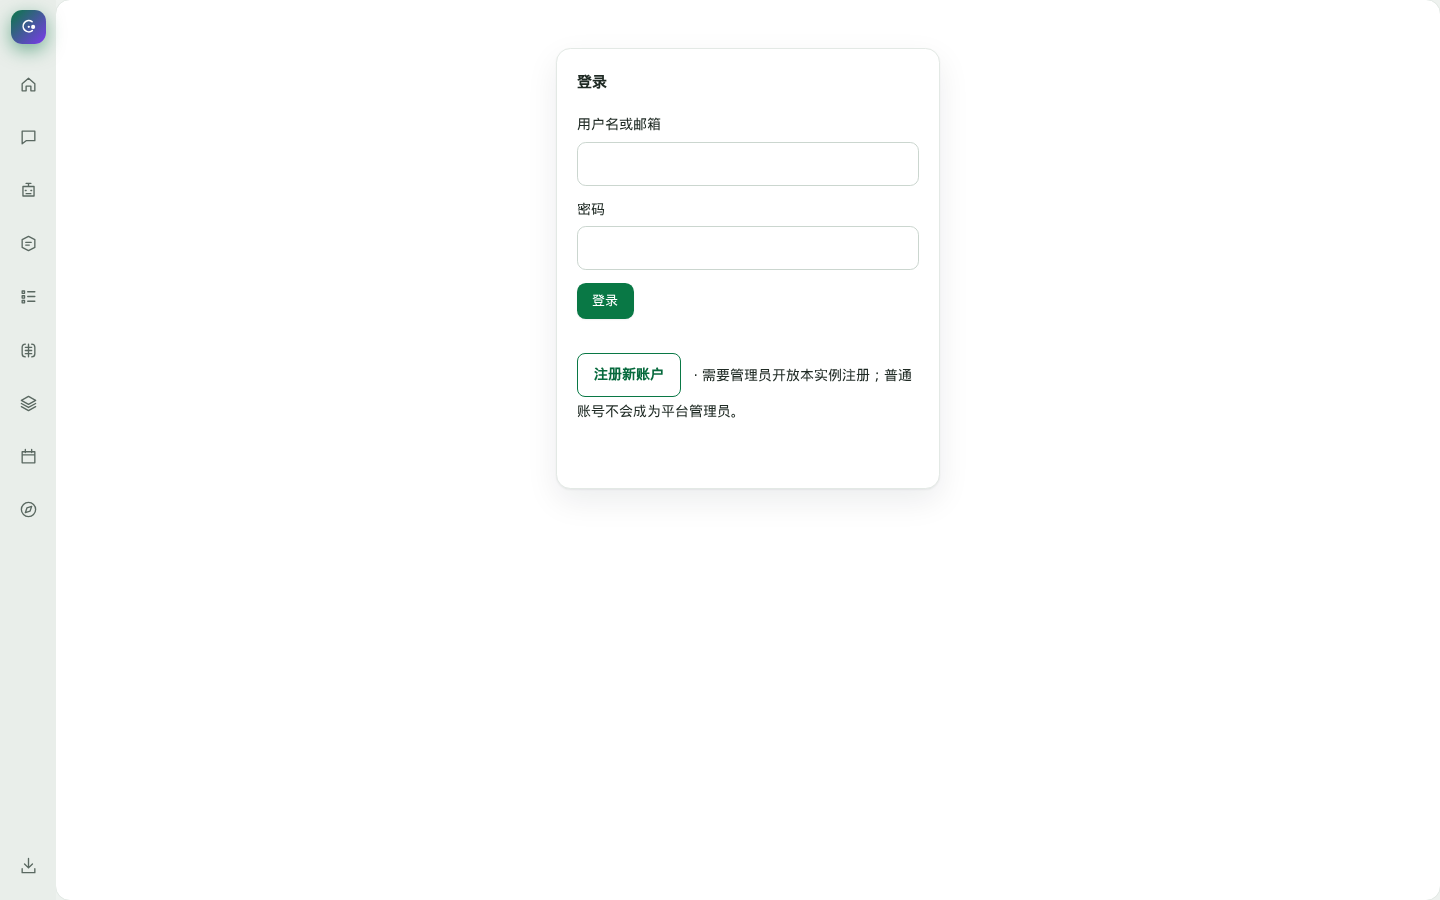 登录
用户名或邮箱
密码
登录
注册新账户 · 需要管理员开放本实例注册；普通
账号不会成为平台管理员。